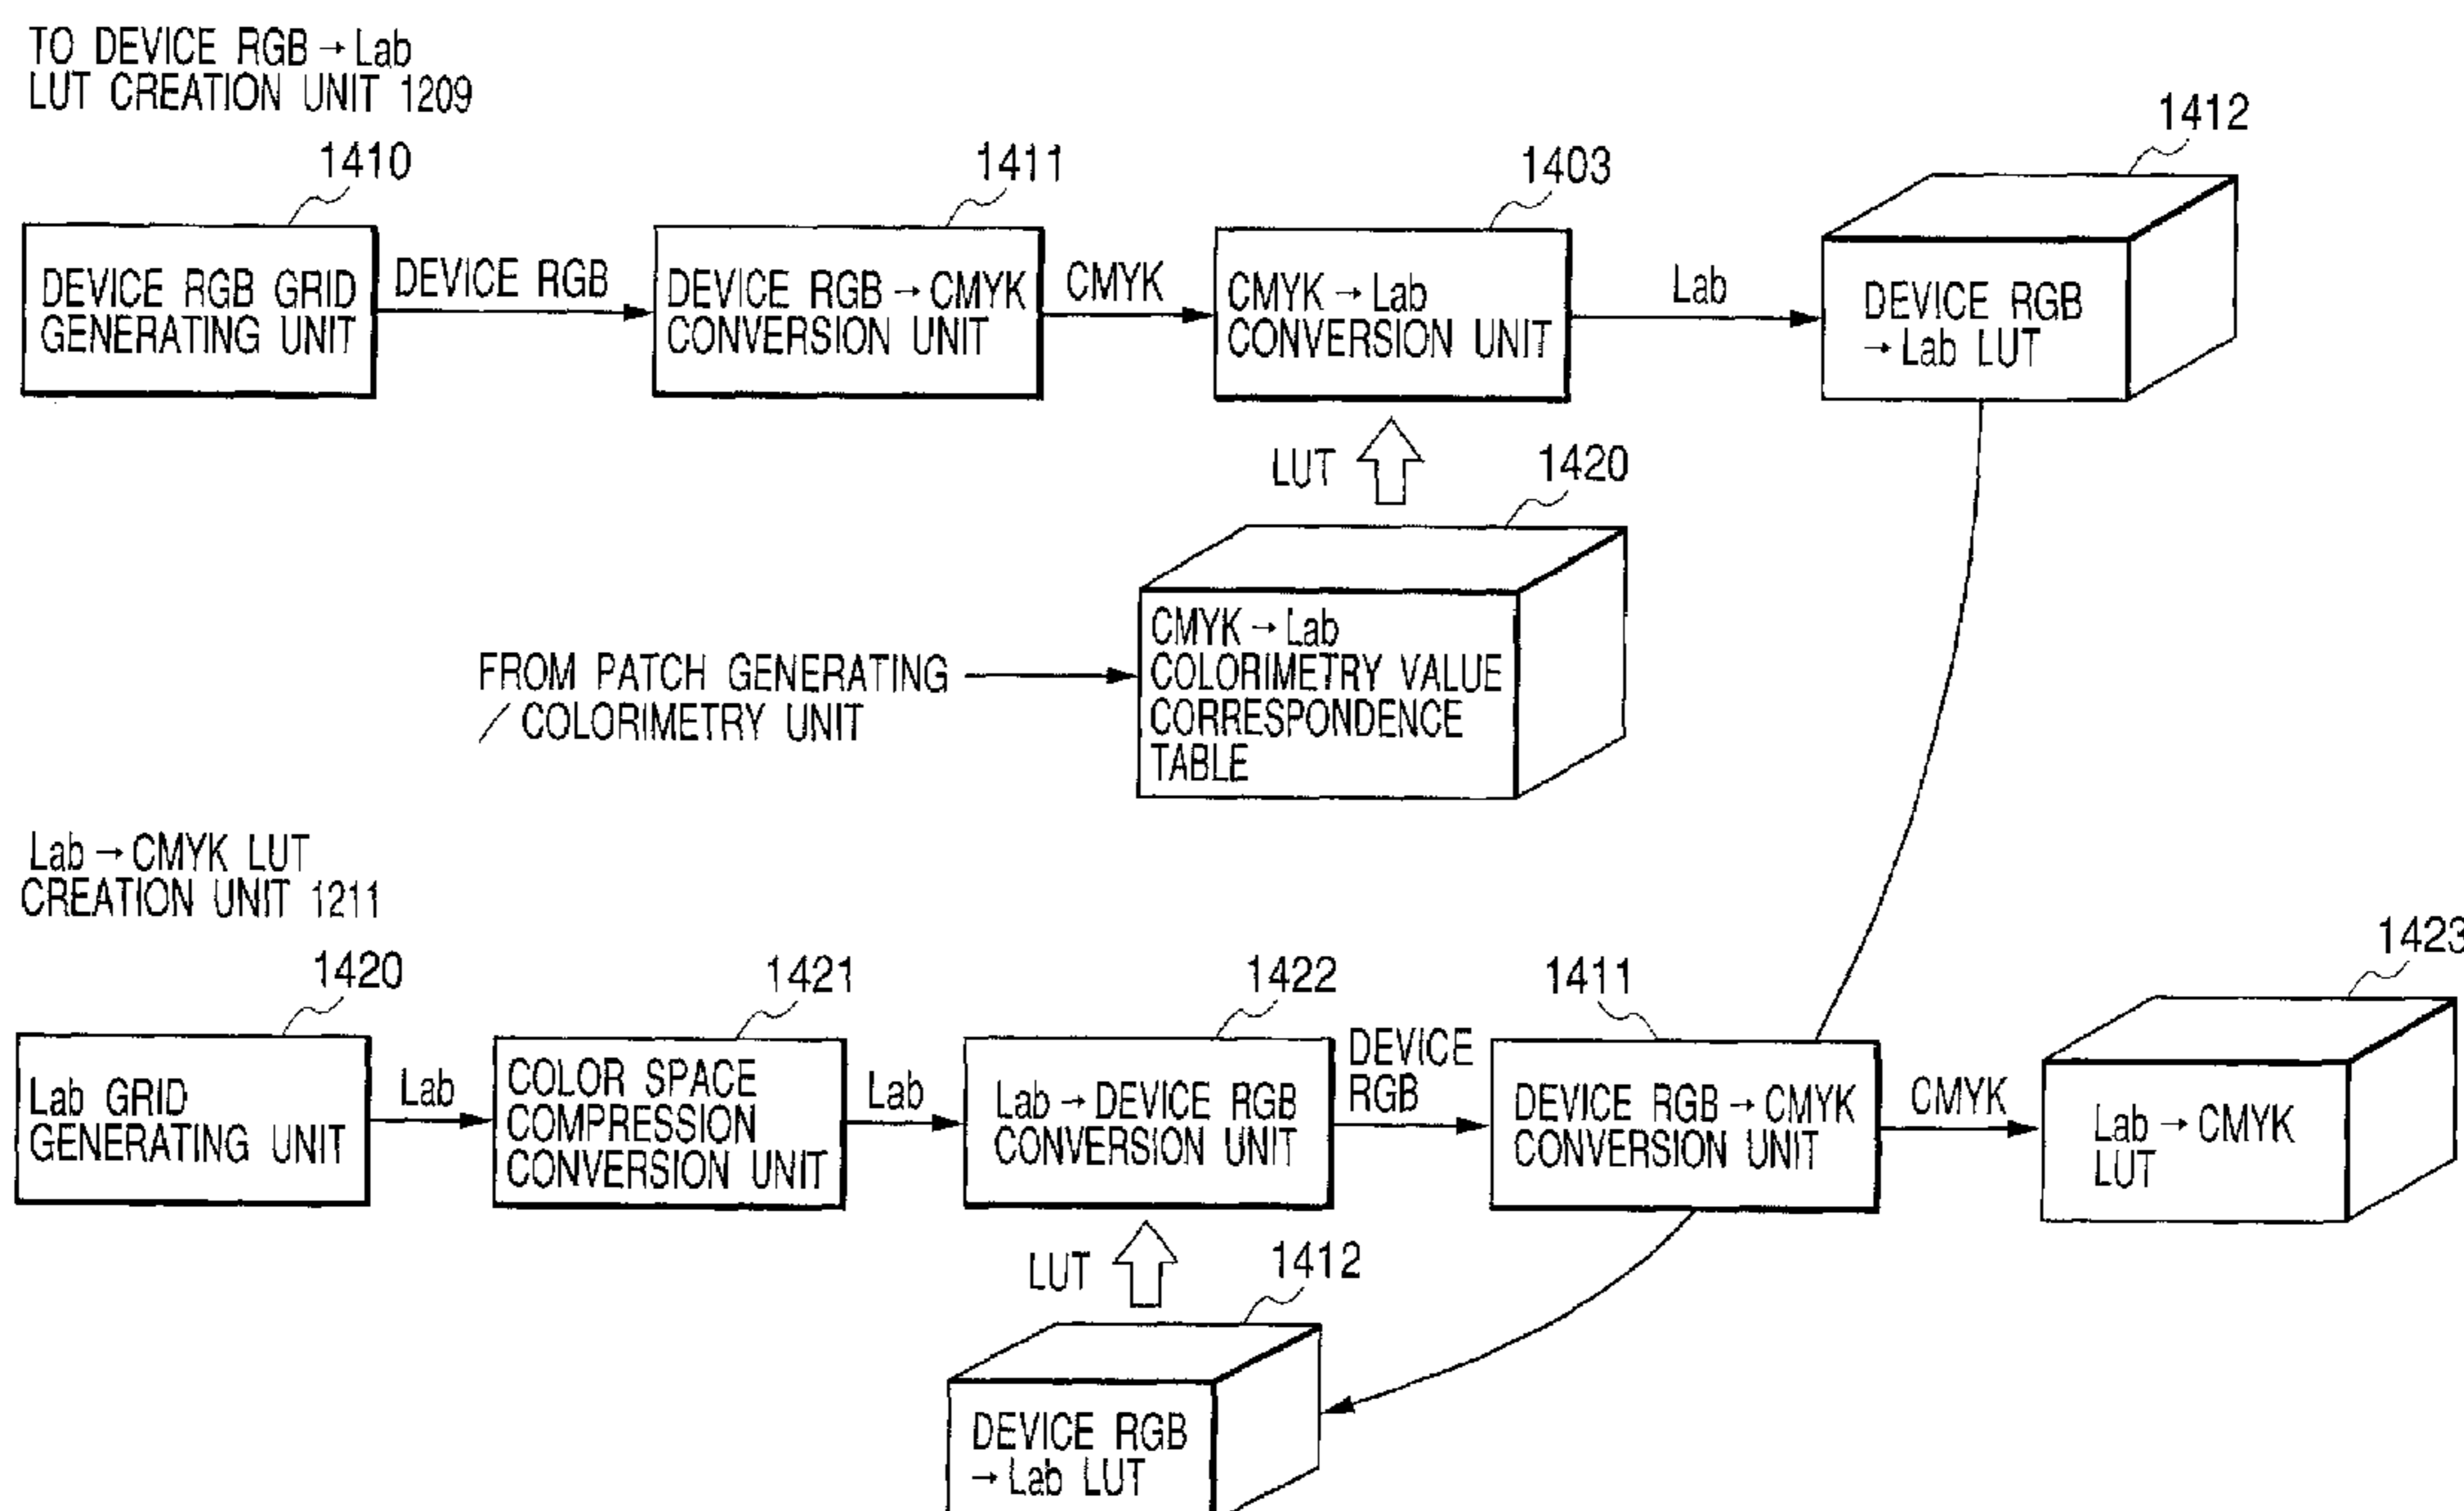 TO DEVICE RGB → Lab
LUT CREATION UNIT 1209
1410
1411
1403
1412
DEVICE RGB GRID
GENERATING UNIT
DEVICE RGB
DEVICE RGB → CMYK
CONVERSION UNIT
CMYK
CMYK → Lab
CONVERSION UNIT
Lab
DEVICE RGB
→ Lab LUT
LUT
1420
FROM PATCH GENERATING
/ COLORIMETRY UNIT
CMYK → Lab
COLORIMETRY VALUE
CORRESPONDENCE
TABLE
Lab → CMYK LUT
CREATION UNIT 1211
1420
1421
1422
1411
1423
Lab GRID
GENERATING UNIT
Lab
COLOR SPACE
COMPRESSION
CONVERSION UNIT
Lab
Lab → DEVICE RGB
CONVERSION UNIT
DEVICE
RGB
DEVICE RGB → CMYK
CONVERSION UNIT
CMYK
Lab → CMYK
LUT
LUT
1412
DEVICE RGB
→ Lab LUT